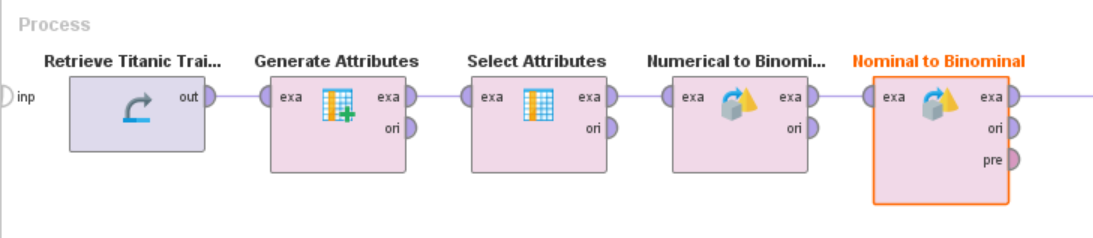 Process
Retrieve Titanic Trai... Generate Attributes Select Attributes Numerical to Binomi... Nominal to Binominal
inp out exa exa exa exa exa exa exa exa
ori ori ori ori
pre